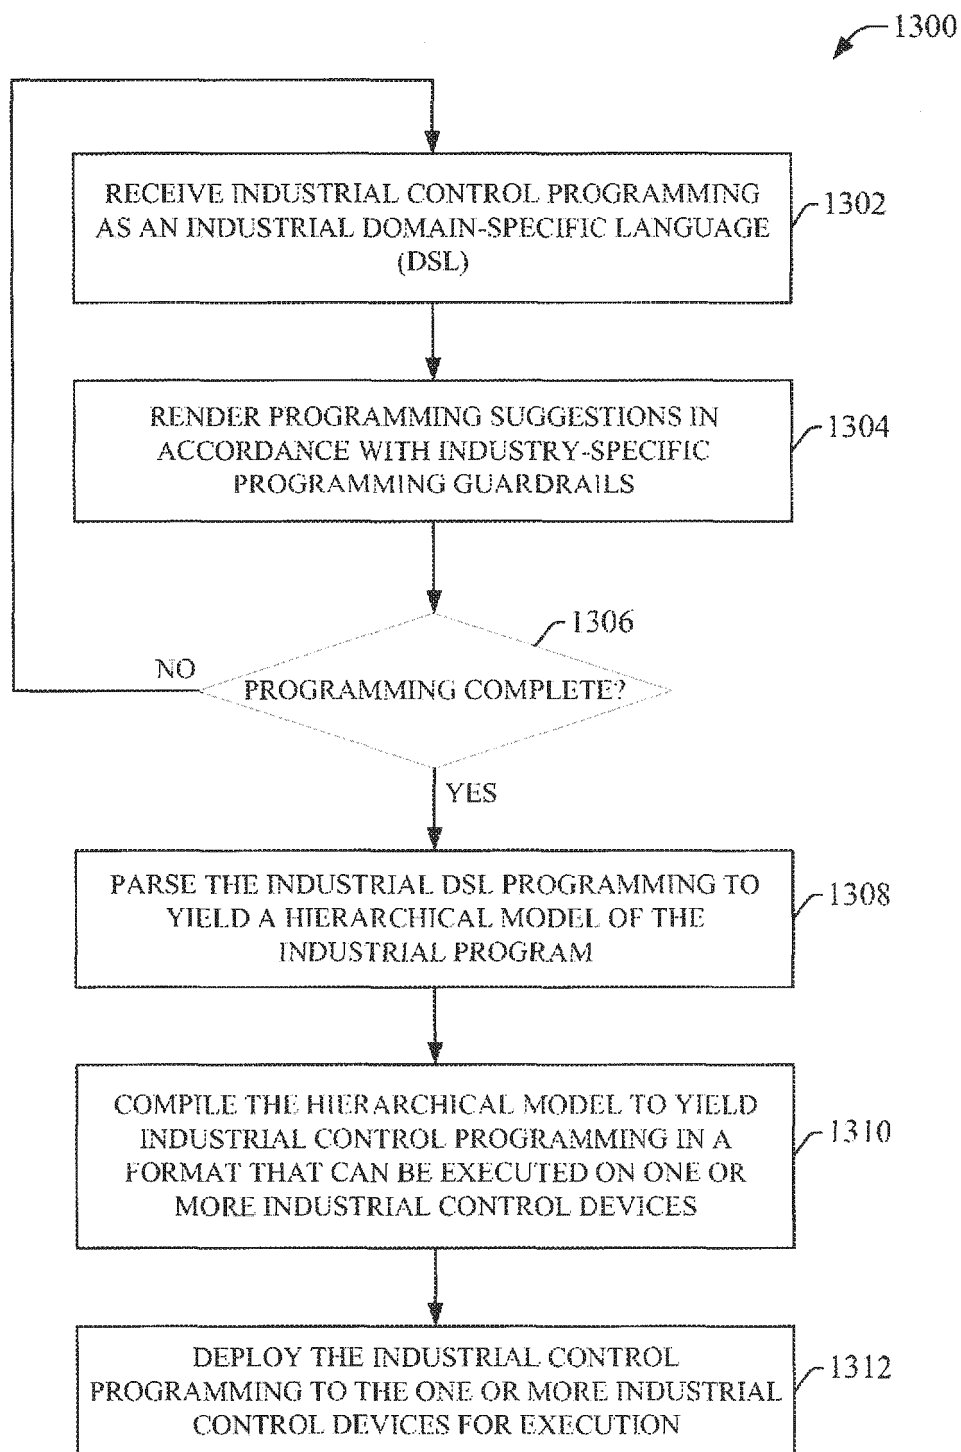 1300
RECEIVE INDUSTRIAL CONTROL PROGRAMMING
AS AN INDUSTRIAL DOMAIN-SPECIFIC LANGUAGE
(DSL)
1302
RENDER PROGRAMMING SUGGESTIONS IN
ACCORDANCE WITH INDUSTRY-SPECIFIC
PROGRAMMING GUARDRAILS
1304
1306
NO
PROGRAMMING COMPLETE?
YES
PARSE THE INDUSTRIAL DSL PROGRAMMING TO
YIELD A HIERARCHICAL MODEL OF THE
INDUSTRIAL PROGRAM
1308
COMPILE THE HIERARCHICAL MODEL TO YIELD
INDUSTRIAL CONTROL PROGRAMMING IN A
FORMAT THAT CAN BE EXECUTED ON ONE OR
MORE INDUSTRIAL CONTROL DEVICES
1310
DEPLOY THE INDUSTRIAL CONTROL
PROGRAMMING TO THE ONE OR MORE INDUSTRIAL
CONTROL DEVICES FOR EXECUTION
1312